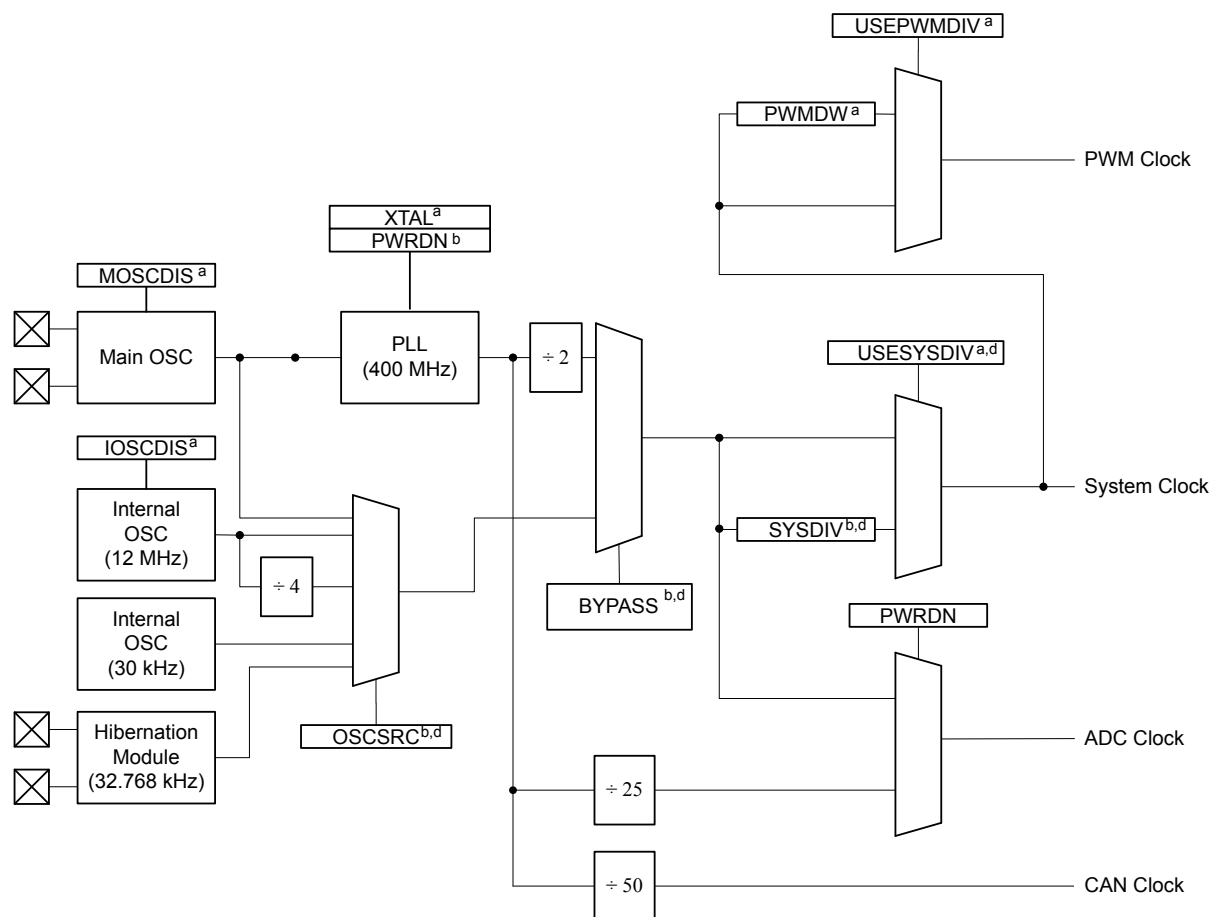 USEPWMDIV a
PWMDW a
PWM Clock
XTAL a
PWRDN b
MOSCDIS a
Main OSC
PLL
(400 MHz)
÷ 2
USESYSDIV a,d
IOSCDIS a
Internal
OSC
(12 MHz)
÷ 4
System Clock
SYSDIV b,d
BYPASS b,d
Internal
OSC
(30 kHz)
PWRDN
OSCSRC b,d
Hibernation
Module
(32.768 kHz)
ADC Clock
÷ 25
÷ 50
CAN Clock